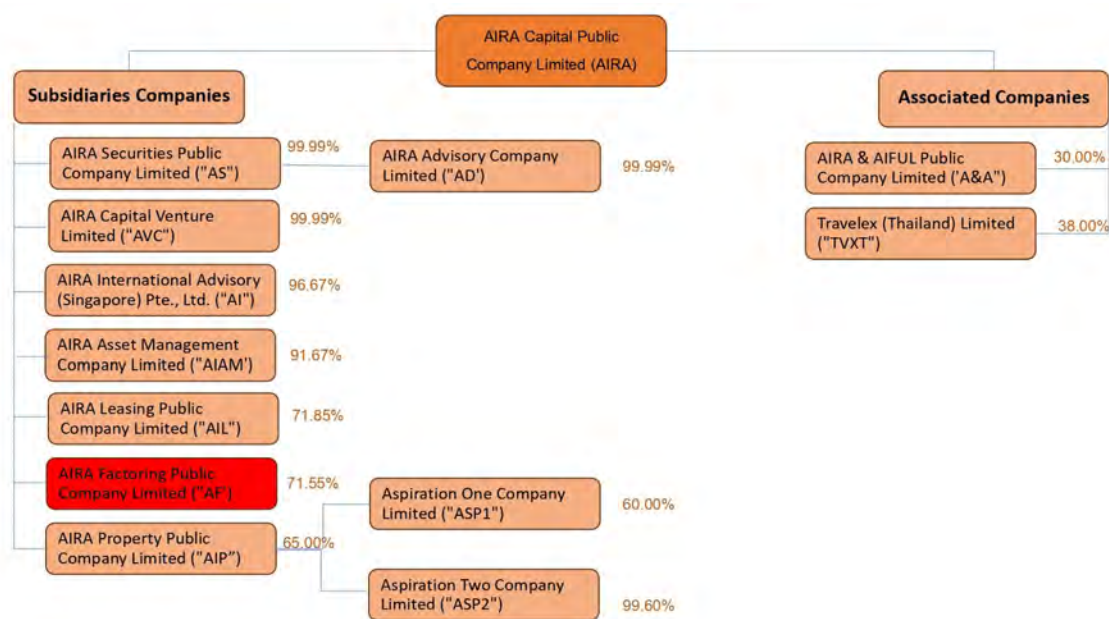 AIRA Capital Public
Company Limited (AIRA)
Subsidiaries Companies
Associated Companies
AIRA Securities Public
Company Limited ("AS")
99.99%
AIRA Advisory Company
Limited ("AD')
99.99%
AIRA & AIFUL Public
Company Limited ('A&A")
30.00%
AIRA Capital Venture
Limited ("AVC")
99.99%
Travelex (Thailand) Limited
("TVXT")
38.00%
AIRA International Advisory
(Singapore) Pte., Ltd. ("AI")
96.67%
AIRA Asset Management
Company Limited ("AIAM')
91.67%
AIRA Leasing Public
Company Limited ("AIL")
71.85%
AIRA Factoring Public
Company Limited ("AF')
71.55%
Aspiration One Company
Limited ("ASP1")
60.00%
AIRA Property Public
Company Limited ("AIP")
65.00%
Aspiration Two Company
Limited ("ASP2")
99.60%